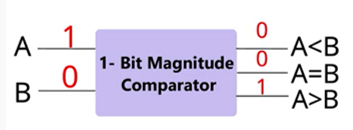 A 1
B 0
1- Bit Magnitude
Comparator
0 A<B
0 A=B
1 A>B